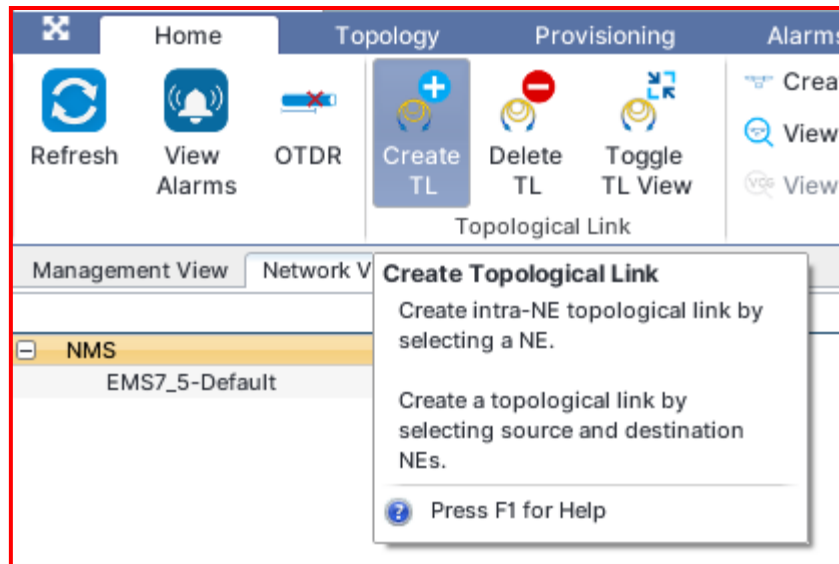 Home Topology Provisioning Alarms
Refresh View Alarms OTDR Create TL Delete TL Toggle TL View
Crea
View
VCG View
Topological Link
Management View Network V
Create Topological Link
Create intra-NE topological link by
selecting a NE.
Create a topological link by
selecting source and destination
NEs.
Press F1 for Help
NMS
EMS7_5-Default